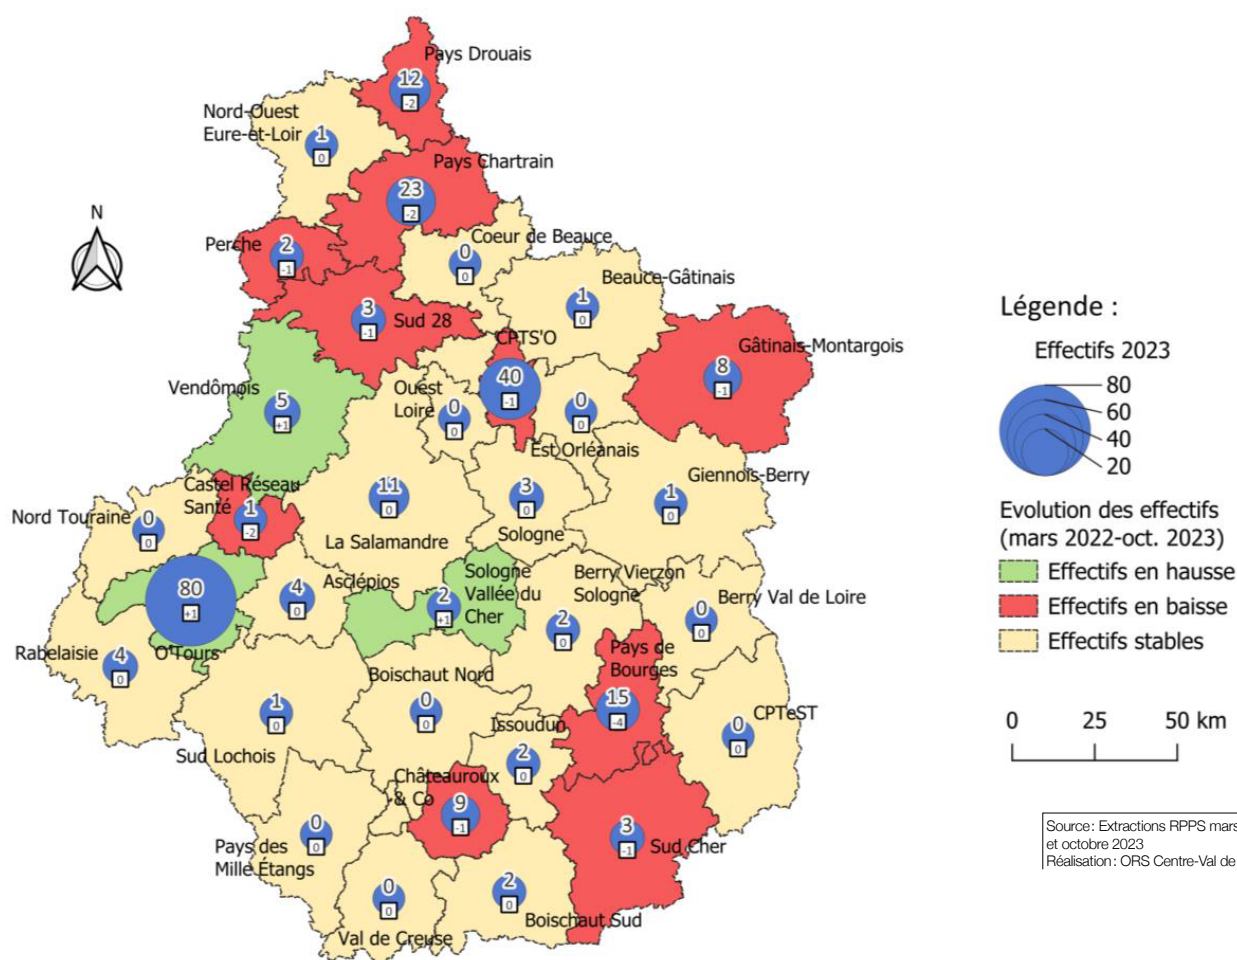 Pays Drouais
12
-2
Nord-Ouest
Eure-et-Loir
1
0
Pays Chartrain
23
-2
N
Perche
2
-1
Coeur de Beauce
0
0
Beauce-Gâtinais
1
0
3
-1
Sud 28
CPTS'O
40
-1
Gâtinais-Montargois
8
-1
Vendômois
5
+1
Ouest
Loire
0
0
0
0
Est Orléanais
Castel Réseau
Santé
1
-2
11
0
La Salamandre
3
0
Sologne
Giennois-Berry
1
0
Nord Touraine
0
0
80
+1
O'Tours
Asclépios
4
0
Sologne
Vallée du
Cher
2
+1
Berry Vierzon
Sologne
2
0
Berry Val de Loire
0
0
Rabelaisie
4
0
Pays de
Bourges
15
-4
Boischaut Nord
0
0
1
0
Sud Lochois
Issoudun
2
0
CPTeST
0
0
Châteauroux
& Co
9
-1
3
-1
Sud Cher
Pays des
Mille Étangs
0
0
0
0
Val de Creuse
2
0
Boischaut Sud
Légende :
Effectifs 2023
80
60
40
20
Evolution des effectifs
(mars 2022-oct. 2023)
Effectifs en hausse
Effectifs en baisse
Effectifs stables
0 25 50 km
Source : Extractions RPPS mars
et octobre 2023
Réalisation : ORS Centre-Val de